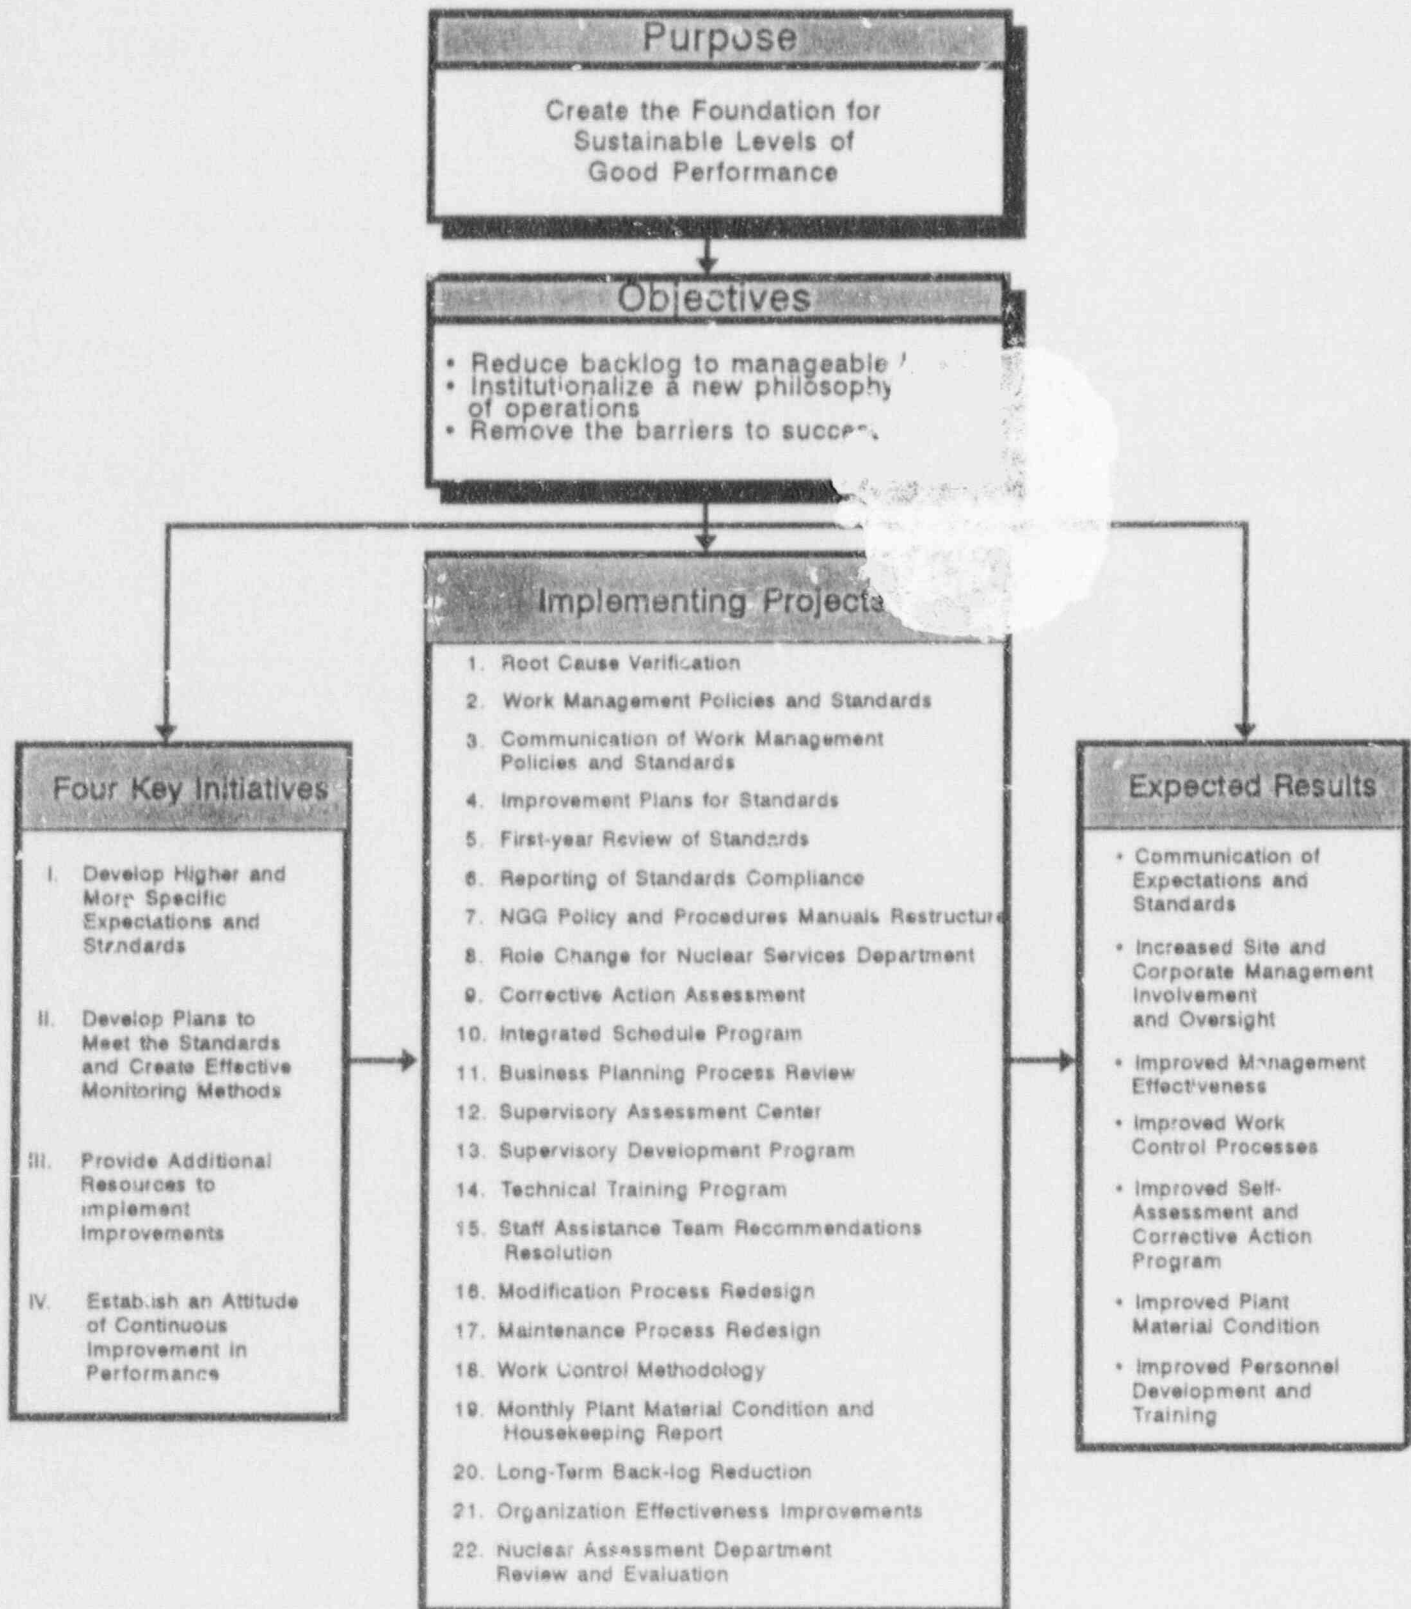 Purpose
Create the Foundation for
Sustainable Levels of
Good Performance
Objectives
• Reduce backlog to manageable
• Institutionalize a new philosophy
of operations
• Remove the barriers to
Four Key Initiatives
I. Develop Higher and
More Specific
Expectations and
Standards
II. Develop Plans to
Meet the Standards
and Create Effective
Monitoring Methods
III. Provide Additional
Resources to
implement
Improvements
IV. Establish an Attitude
of Continuous
Improvement in
Performance
Implementing Projects
1. Root Cause Verification
2. Work Management Policies and Standards
3. Communication of Work Management
Policies and Standards
4. Improvement Plans for Standards
5. First-year Review of Standards
6. Reporting of Standards Compliance
7. NGG Policy and Procedures Manuals Restructure
8. Role Change for Nuclear Services Department
9. Corrective Action Assessment
10. Integrated Schedule Program
11. Business Planning Process Review
12. Supervisory Assessment Center
13. Supervisory Development Program
14. Technical Training Program
15. Staff Assistance Team Recommendations
Resolution
16. Modification Process Redesign
17. Maintenance Process Redesign
18. Work Control Methodology
19. Monthly Plant Material Condition and
Housekeeping Report
20. Long-Term Back-log Reduction
21. Organization Effectiveness Improvements
22. Nuclear Assessment Department
Review and Evaluation
Expected Results
• Communication of
Expectations and
Standards
• Increased Site and
Corporate Management
Involvement
and Oversight
• Improved Management
Effectiveness
• Improved Work
Control Processes
• Improved Self-
Assessment and
Corrective Action
Program
• Improved Plant
Material Condition
• Improved Personnel
Development and
Training